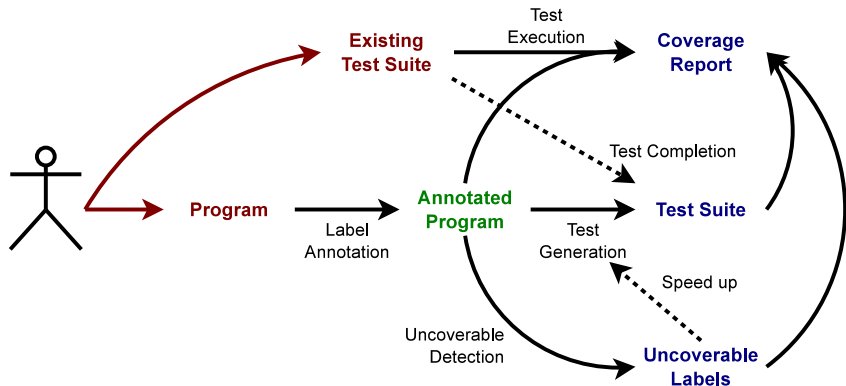 Test
Execution
Existing
Test Suite
Coverage
Report
Test Completion
Program
Label
Annotation
Annotated
Program
Test
Generation
Test Suite
Speed up
Uncoverable
Detection
Uncoverable
Labels